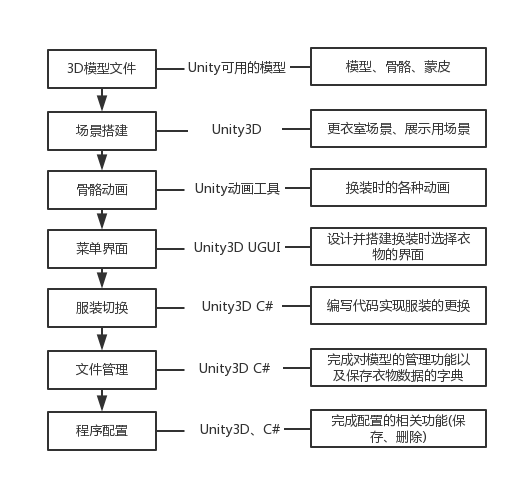 3D模型文件
Unity可用的模型
模型、骨骼、蒙皮
场景搭建
Unity3D
更衣室场景、展示用场景
骨骼动画
Unity动画工具
换装时的各种动画
菜单界面
Unity3D UGUI
设计并搭建换装时选择衣
物的界面
服装切换
Unity3D C#
编写代码实现服装的更换
文件管理
Unity3D C#
完成对模型的管理功能以
及保存衣物数据的字典
程序配置
Unity3D、C#
完成配置的相关功能(保
存、删除)